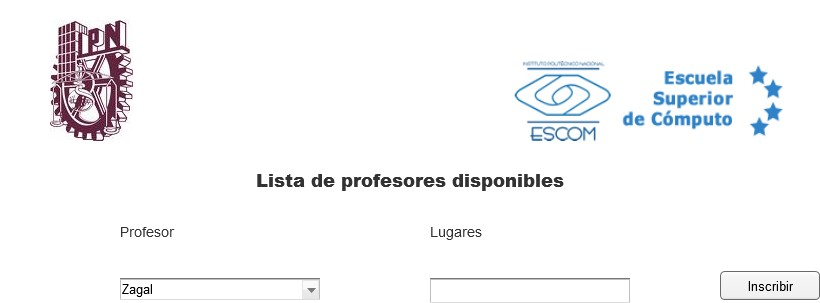 IPN
INSTITUTO POLITÉCNICO NACIONAL
ESCOM
Escuela
Superior
de Cómputo
Lista de profesores disponibles
Profesor
Lugares
Zagal
Inscribir